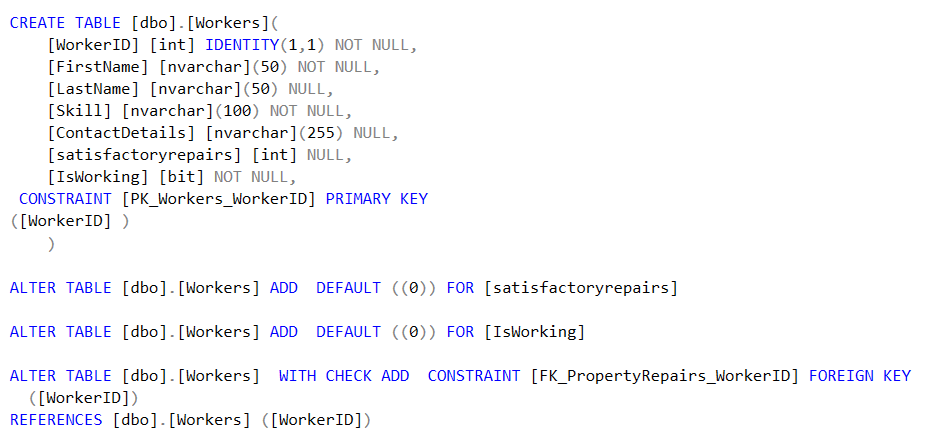 CREATE TABLE [dbo].[Workers](
    [WorkerID] [int] IDENTITY(1,1) NOT NULL,
    [FirstName] [nvarchar](50) NOT NULL,
    [LastName] [nvarchar](50) NULL,
    [Skill] [nvarchar](100) NOT NULL,
    [ContactDetails] [nvarchar](255) NULL,
    [satisfactoryrepairs] [int] NULL,
    [IsWorking] [bit] NOT NULL,
 CONSTRAINT [PK_Workers_WorkerID] PRIMARY KEY
([WorkerID] )
    )

ALTER TABLE [dbo].[Workers] ADD  DEFAULT ((0)) FOR [satisfactoryrepairs]

ALTER TABLE [dbo].[Workers] ADD  DEFAULT ((0)) FOR [IsWorking]

ALTER TABLE [dbo].[Workers]  WITH CHECK ADD  CONSTRAINT [FK_PropertyRepairs_WorkerID] FOREIGN KEY
  ([WorkerID])
REFERENCES [dbo].[Workers] ([WorkerID])